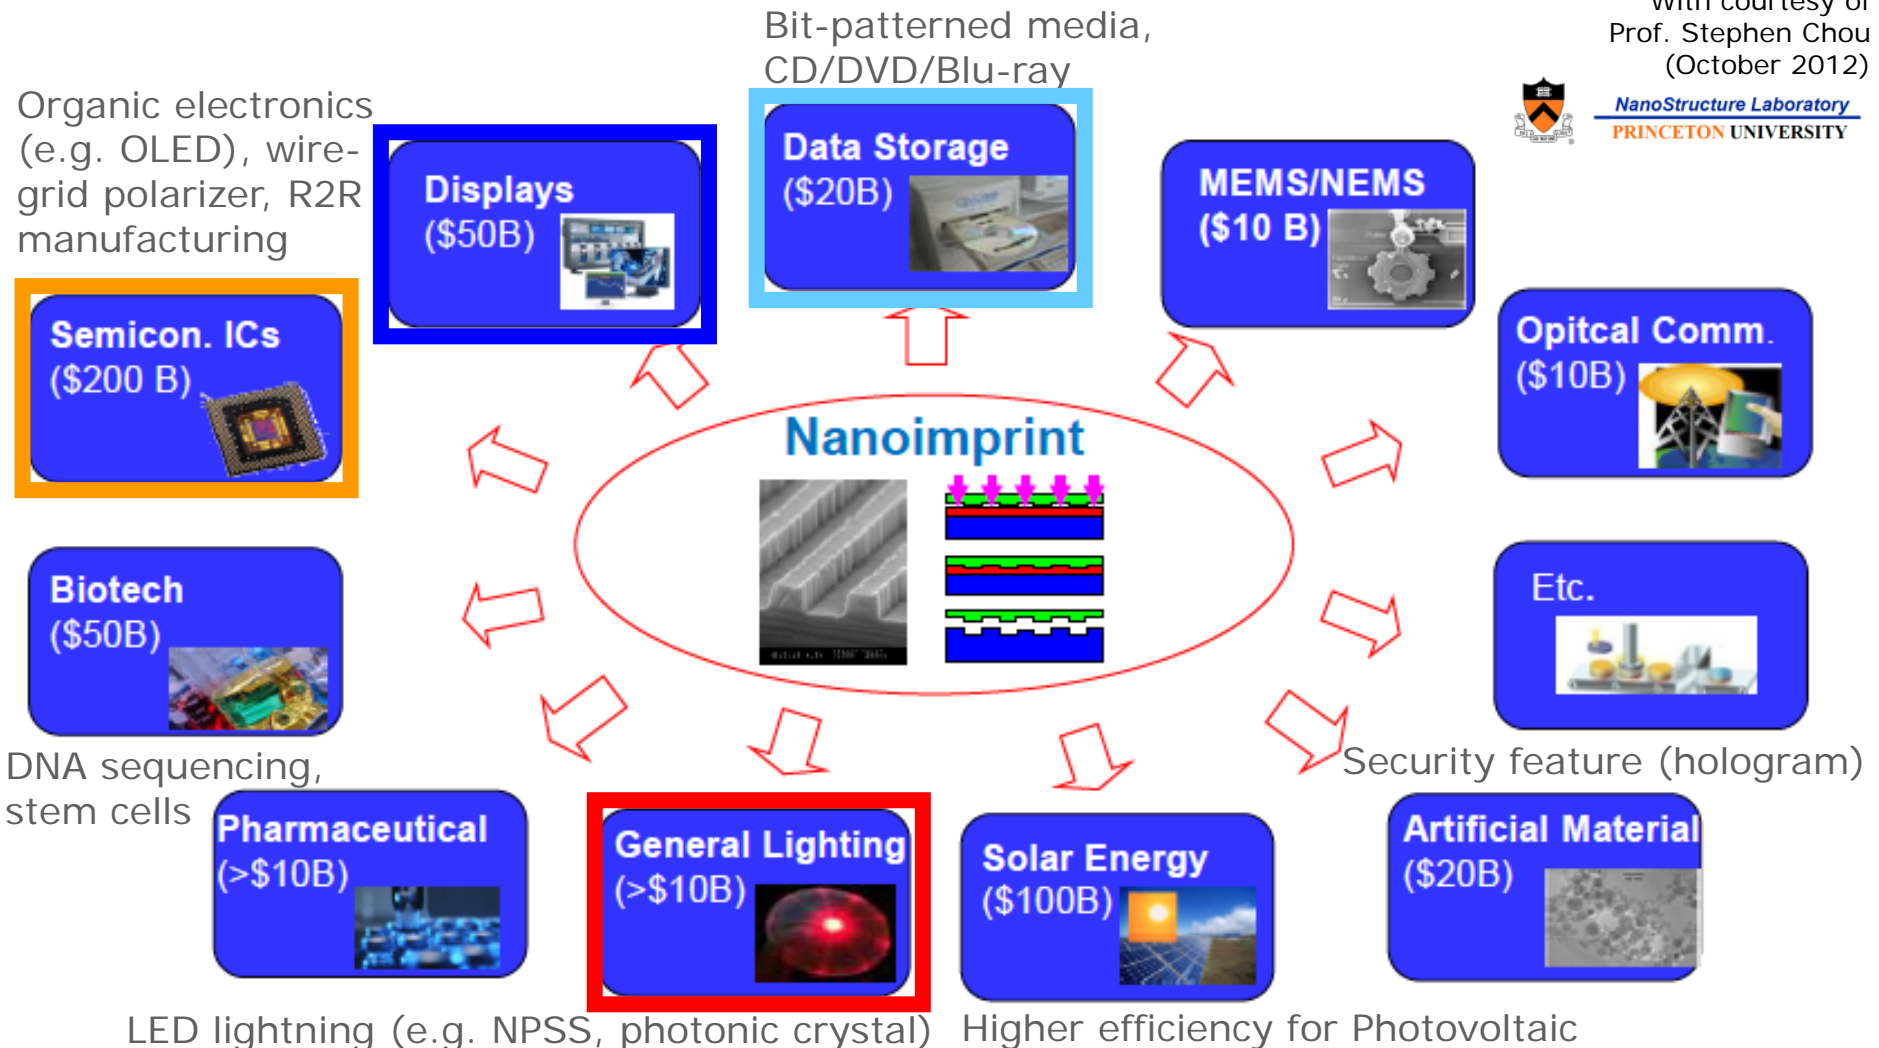 With courtesy of
Prof. Stephen Chou
(October 2012)
NanoStructure Laboratory
PRINCETON UNIVERSITY
Bit-patterned media,
CD/DVD/Blu-ray
Organic electronics
(e.g. OLED), wire-
grid polarizer, R2R
manufacturing
Displays
($50B)
Data Storage
($20B)
MEMS/NEMS
($10 B)
Semicon. ICs
($200 B)
Opitcal Comm.
($10B)
Nanoimprint
Biotech
($50B)
Etc.
DNA sequencing,
stem cells
Security feature (hologram)
Pharmaceutical
(>$10B)
General Lighting
(>$10B)
Solar Energy
($100B)
Artificial Material
($20B)
LED lightning (e.g. NPSS, photonic crystal)
Higher efficiency for Photovoltaic